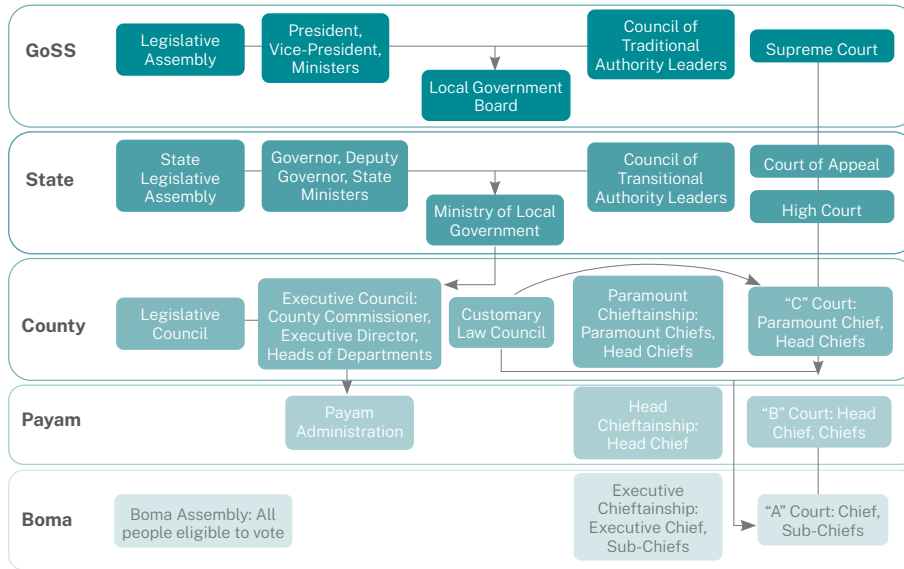 GoSS
Legislative
Assembly
President,
Vice-President,
Ministers
Council of
Traditional
Authority Leaders
Supreme Court
Local Government
Board
State
State
Legislative
Assembly
Governor, Deputy
Governor, State
Ministers
Council of
Transitional
Authority Leaders
Court of Appeal
Ministry of Local
Government
High Court
County
Legislative
Council
Executive Council:
County Commissioner,
Executive Director,
Heads of Departments
Customary
Law Council
Paramount
Chieftainship:
Paramount Chiefs,
Head Chiefs
“C” Court:
Paramount Chief,
Head Chiefs
Payam
Payam
Administration
Head
Chieftainship:
Head Chief
“B” Court: Head
Chief, Chiefs
Boma
Boma Assembly: All
people eligible to vote
Executive
Chieftainship:
Executive Chief,
Sub-Chiefs
“A” Court: Chief,
Sub-Chiefs